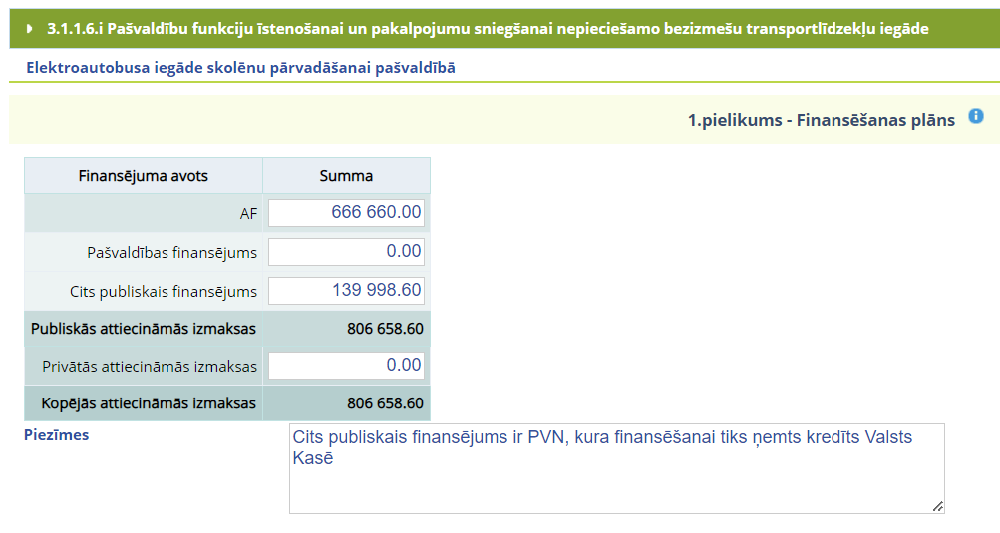 3.1.1.6.i Pašvaldību funkciju īstenošanai un pakalpojumu sniegšanai nepieciešamo bezizmešu transportlīdzekļu iegāde
Elektroautobusa iegāde skolēnu pārvadāšanai pašvaldībā
1.pielikums - Finansēšanas plāns
Finansējuma avots Summa
AF 666 660.00
Pašvaldības finansējums 0.00
Cits publiskais finansējums 139 998.60
Publiskās attiecināmās izmaksas 806 658.60
Privātās attiecināmās izmaksas 0.00
Kopējās attiecināmās izmaksas 806 658.60
Piezīmes
Cits publiskais finansējums ir PVN, kura finansēšanai tiks ņemts kredīts Valsts
Kasē